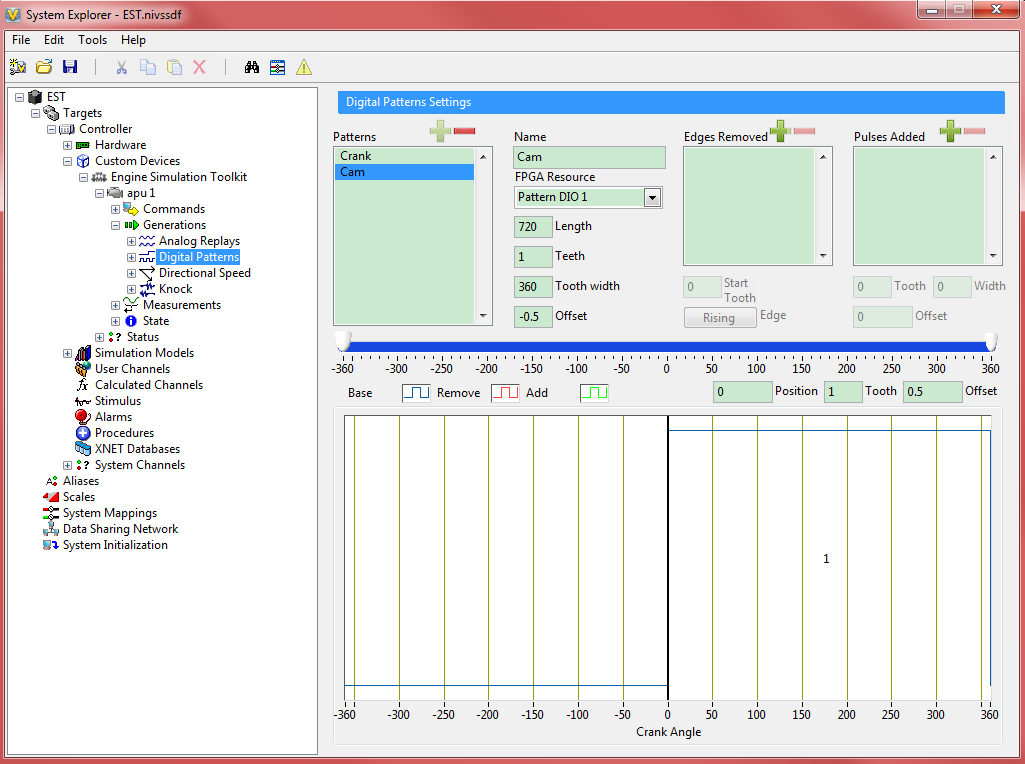 System Explorer - EST.nivssdf
File Edit Tools Help
EST
Targets
Controller
Hardware
Custom Devices
Engine Simulation Toolkit
apu 1
Commands
Generations
Analog Replays
Digital Patterns
Directional Speed
Knock
Measurements
State
Status
Simulation Models
User Channels
Calculated Channels
Stimulus
Alarms
Procedures
XNET Databases
System Channels
Aliases
Scales
System Mappings
Data Sharing Network
System Initialization
Digital Patterns Settings
Patterns
Crank
Cam
Name
Cam
FPGA Resource
Pattern DIO 1
720 Length
1 Teeth
360 Tooth width
-0.5 Offset
Edges Removed
0 Start Tooth
Rising Edge
Pulses Added
0 Tooth 0 Width
0 Offset
-360 -300 -250 -200 -150 -100 -50 0 50 100 150 200 250 300 360
Base Remove Add
0 Position 1 Tooth 0.5 Offset
1
-360 -300 -250 -200 -150 -100 -50 0 50 100 150 200 250 300 360
Crank Angle